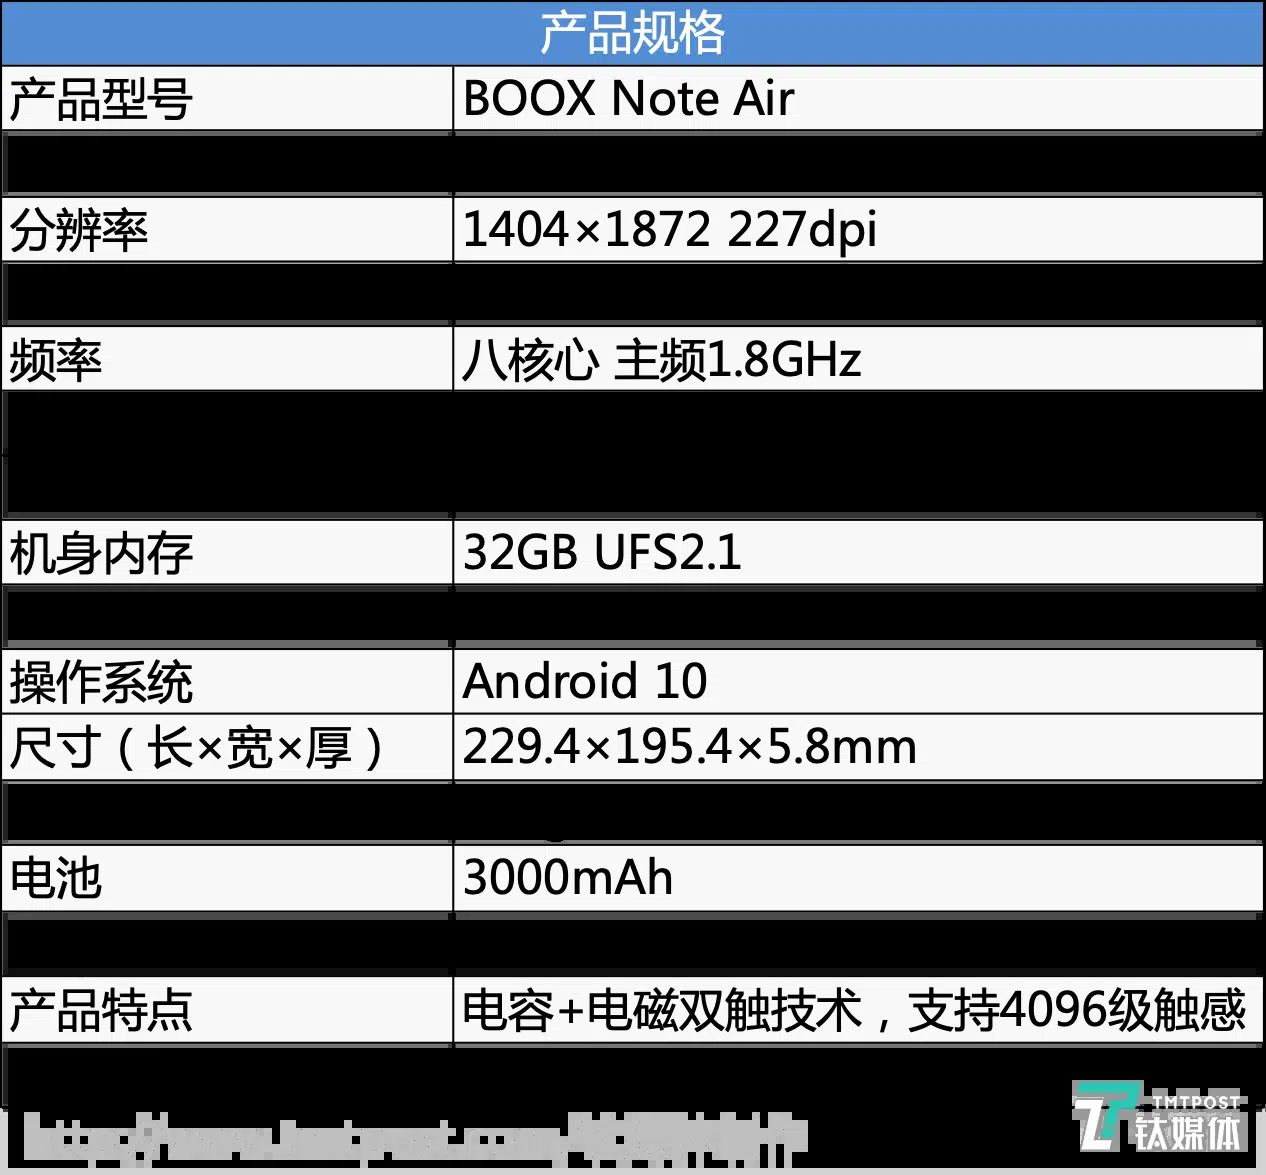 产品规格
产品型号 BOOX Note Air
分辨率 1404×1872 227dpi
频率 八核心 主频1.8GHz
机身内存 32GB UFS2.1
操作系统 Android 10
尺寸（长×宽×厚） 229.4×195.4×5.8mm
电池 3000mAh
产品特点 电容+电磁双触技术，支持4096级触感
TMTPOST
钛媒体